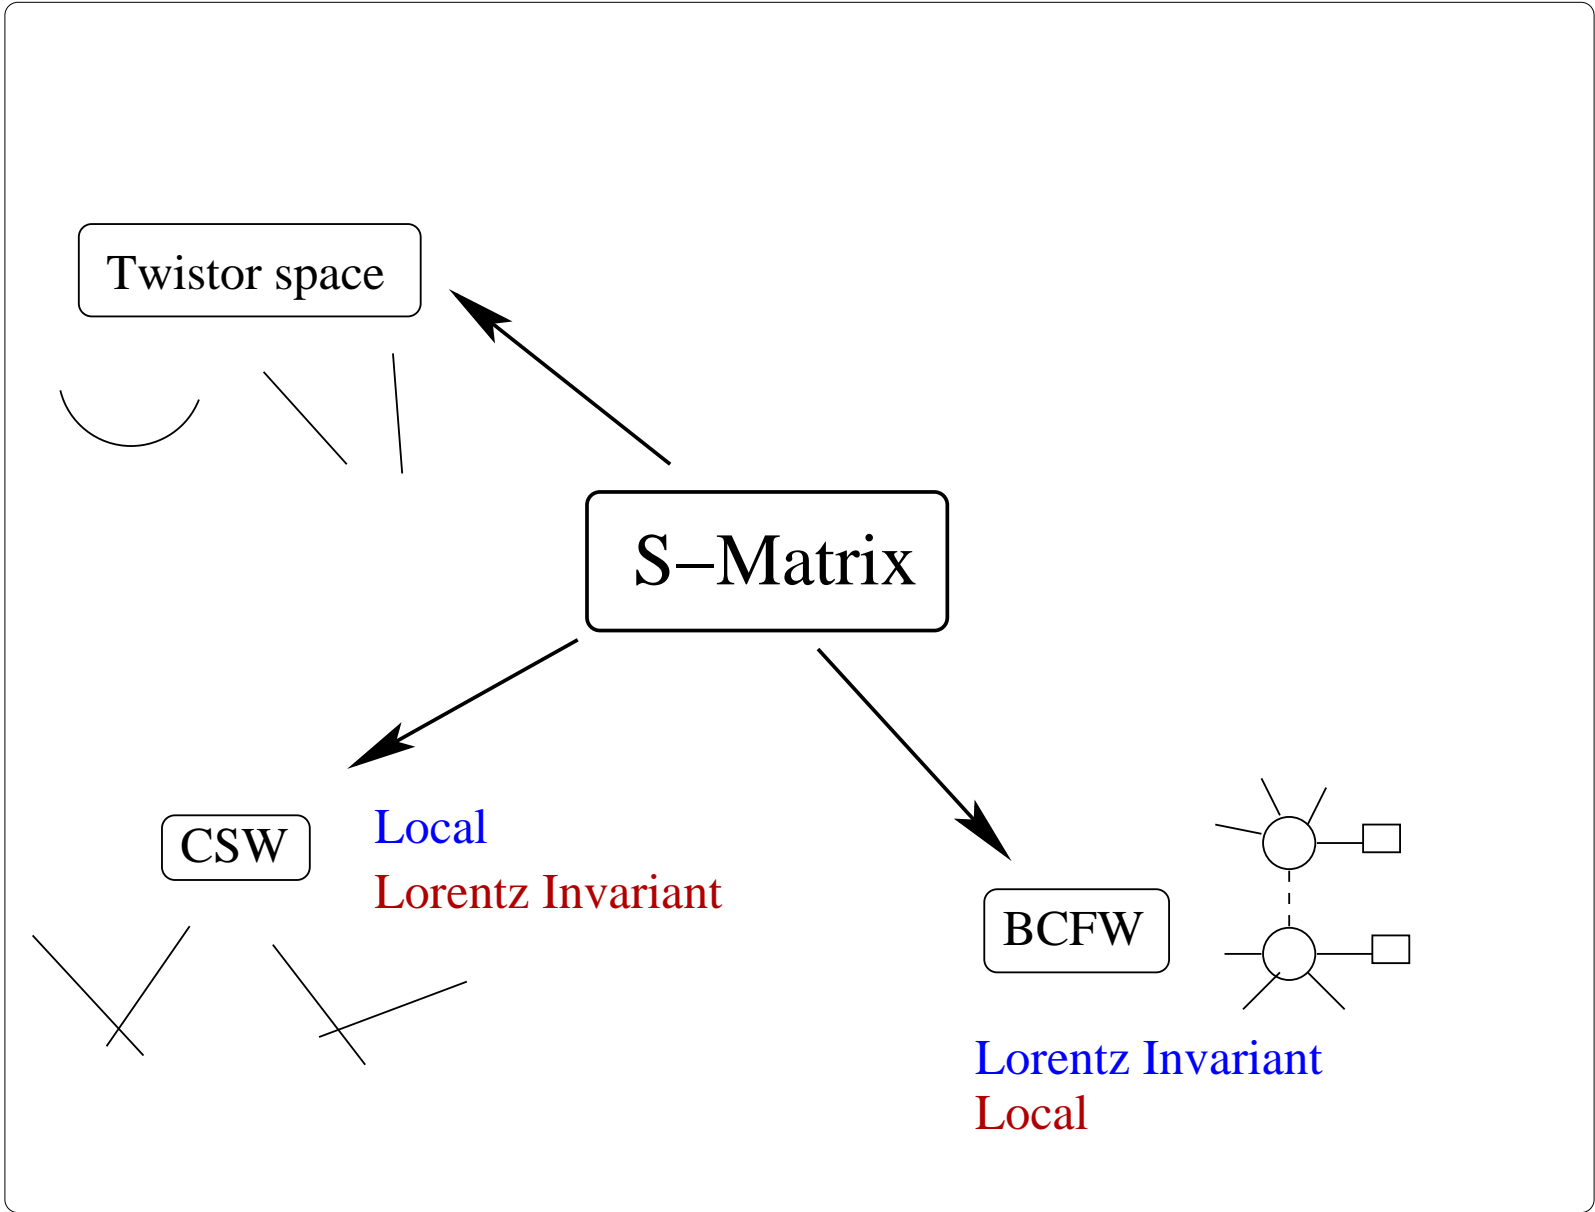 Twistor space
S−Matrix
CSW
Local
Lorentz Invariant
BCFW
Lorentz Invariant
Local